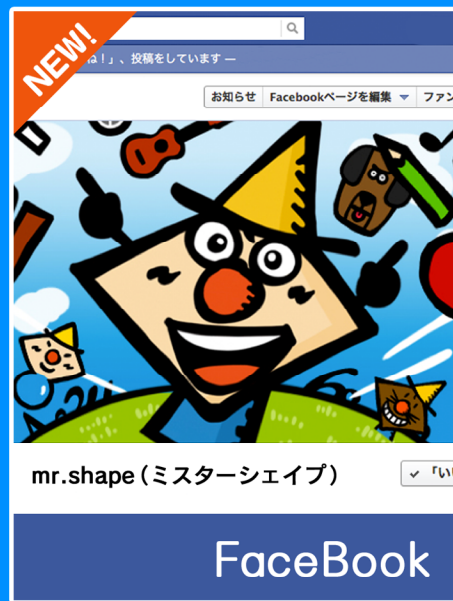 NEW!
ね！」、投稿をしています —
お知らせ Facebookページを編集 ファン
mr.shape（ミスターシェイプ）
✓ 「いい
FaceBook